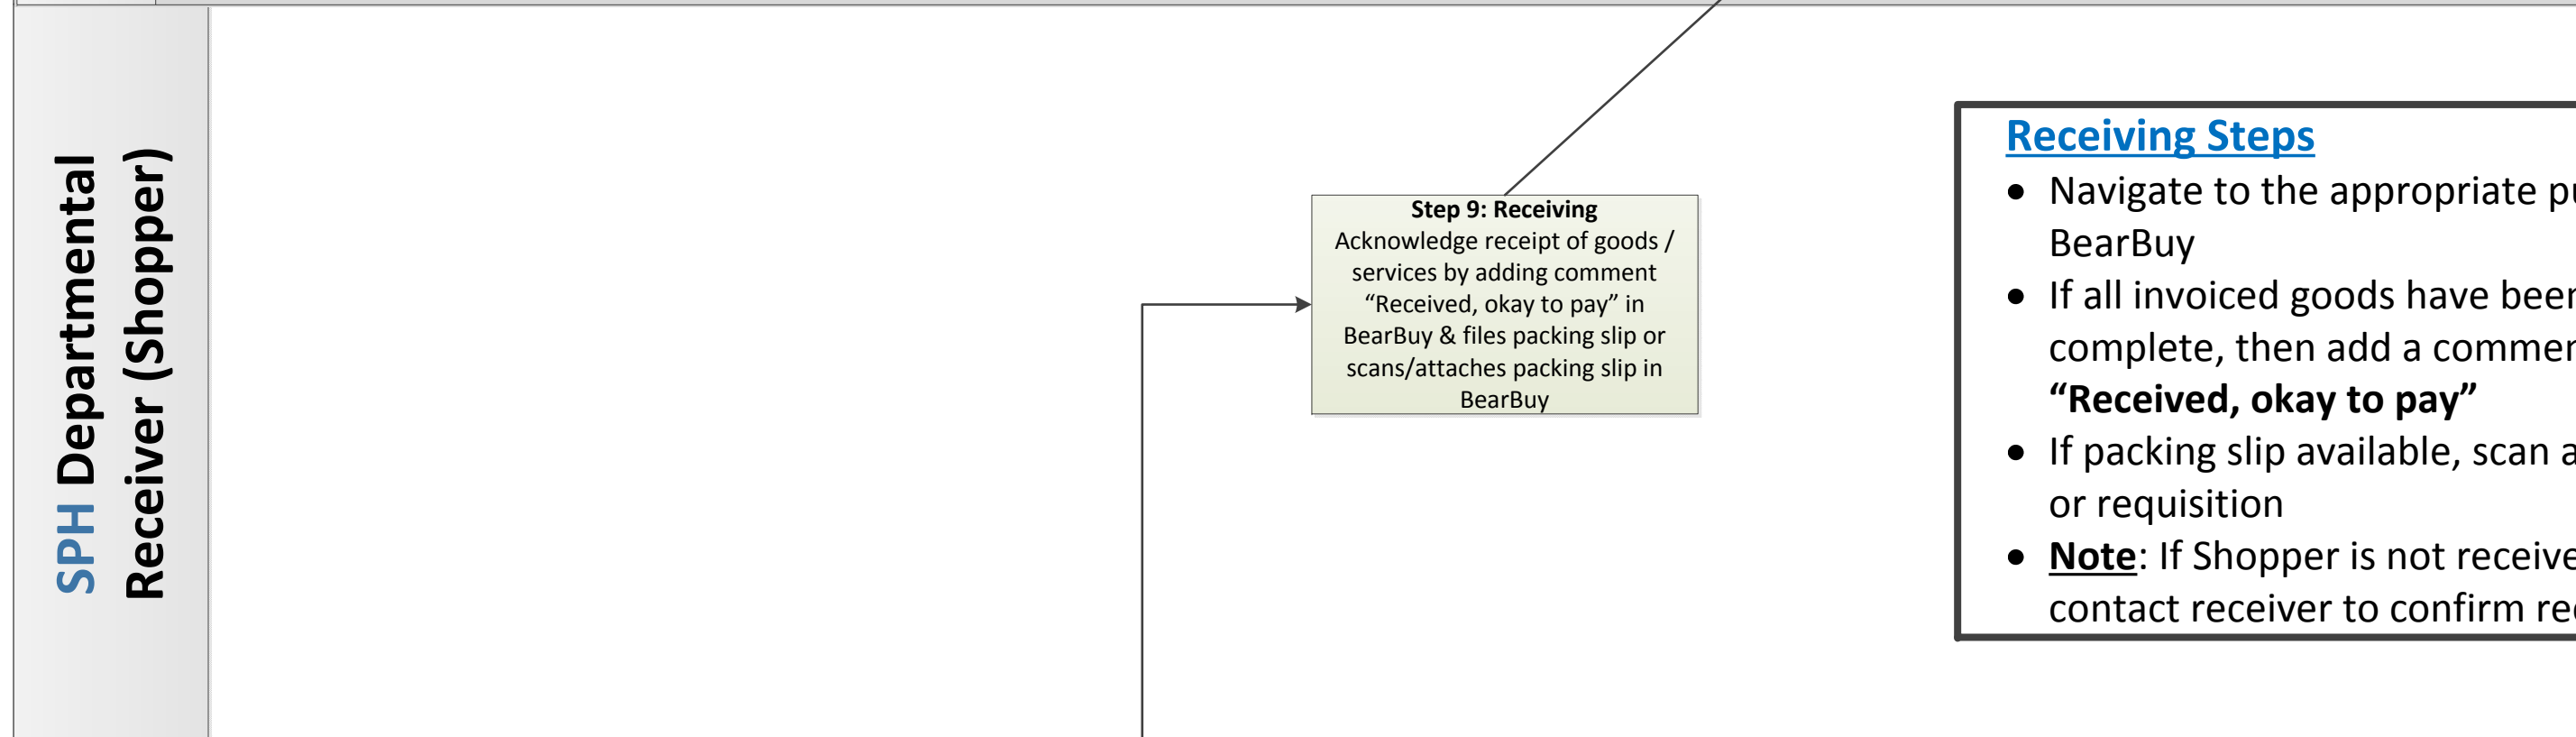 SPH Departmental
Receiver (Shopper)
Step 9: Receiving
Acknowledge receipt of goods /
services by adding comment
“Received, okay to pay” in
BearBuy & files packing slip or
scans/attaches packing slip in
BearBuy
Receiving Steps
• Navigate to the appropriate
BearBuy
• If all invoiced goods have
complete, then add a
“Received, okay to pay”
• If packing slip available, scan
or requisition
• Note: If Shopper is not
contact receiver to confirm